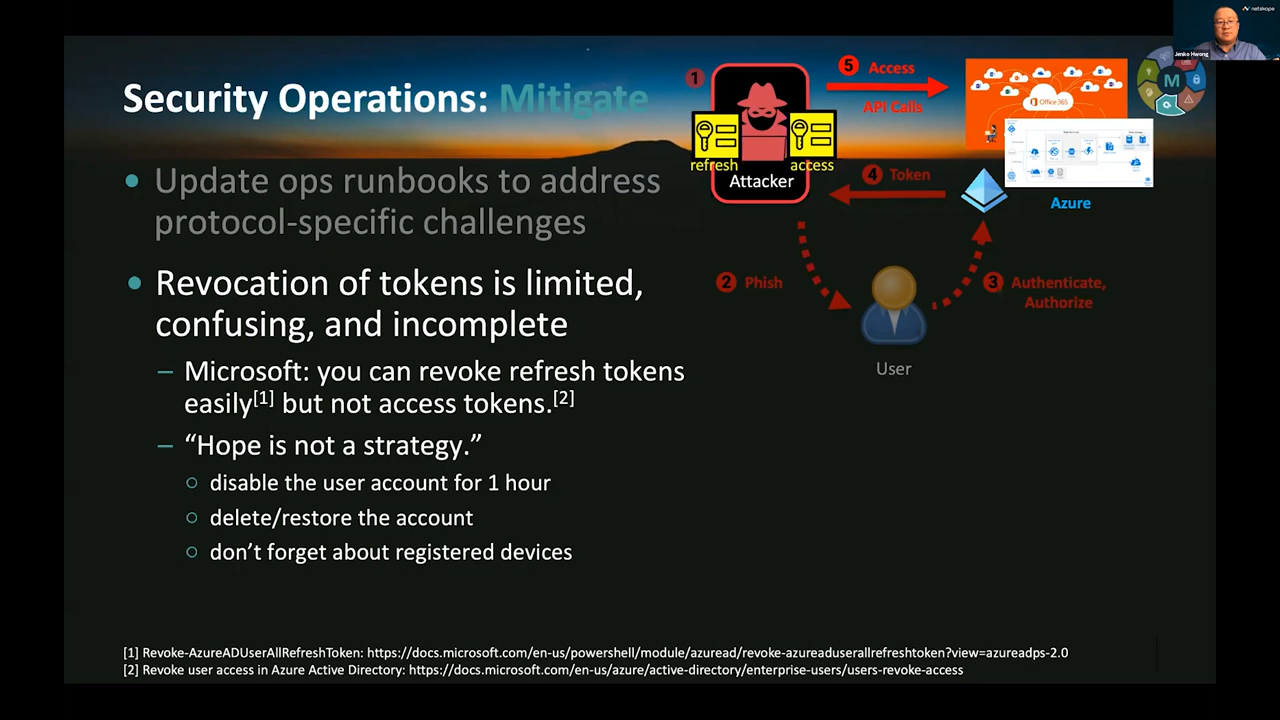 netskope
Jenko Hwong
Security Operations: Mitigate
Update ops runbooks to address
protocol-specific challenges
Revocation of tokens is limited,
confusing, and incomplete
– Microsoft: you can revoke refresh tokens
easily[1] but not access tokens.[2]
– “Hope is not a strategy.”
disable the user account for 1 hour
delete/restore the account
don’t forget about registered devices
1
refresh
access
Attacker
5 Access
API Calls
Office 365
M
4 Token
Azure
2 Phish
3 Authenticate,
Authorize
User
[1] Revoke-AzureADUserAllRefreshToken: https://docs.microsoft.com/en-us/powershell/module/azuread/revoke-azureaduserallrefreshtoken?view=azureadps-2.0
[2] Revoke user access in Azure Active Directory: https://docs.microsoft.com/en-us/azure/active-directory/enterprise-users/users-revoke-access